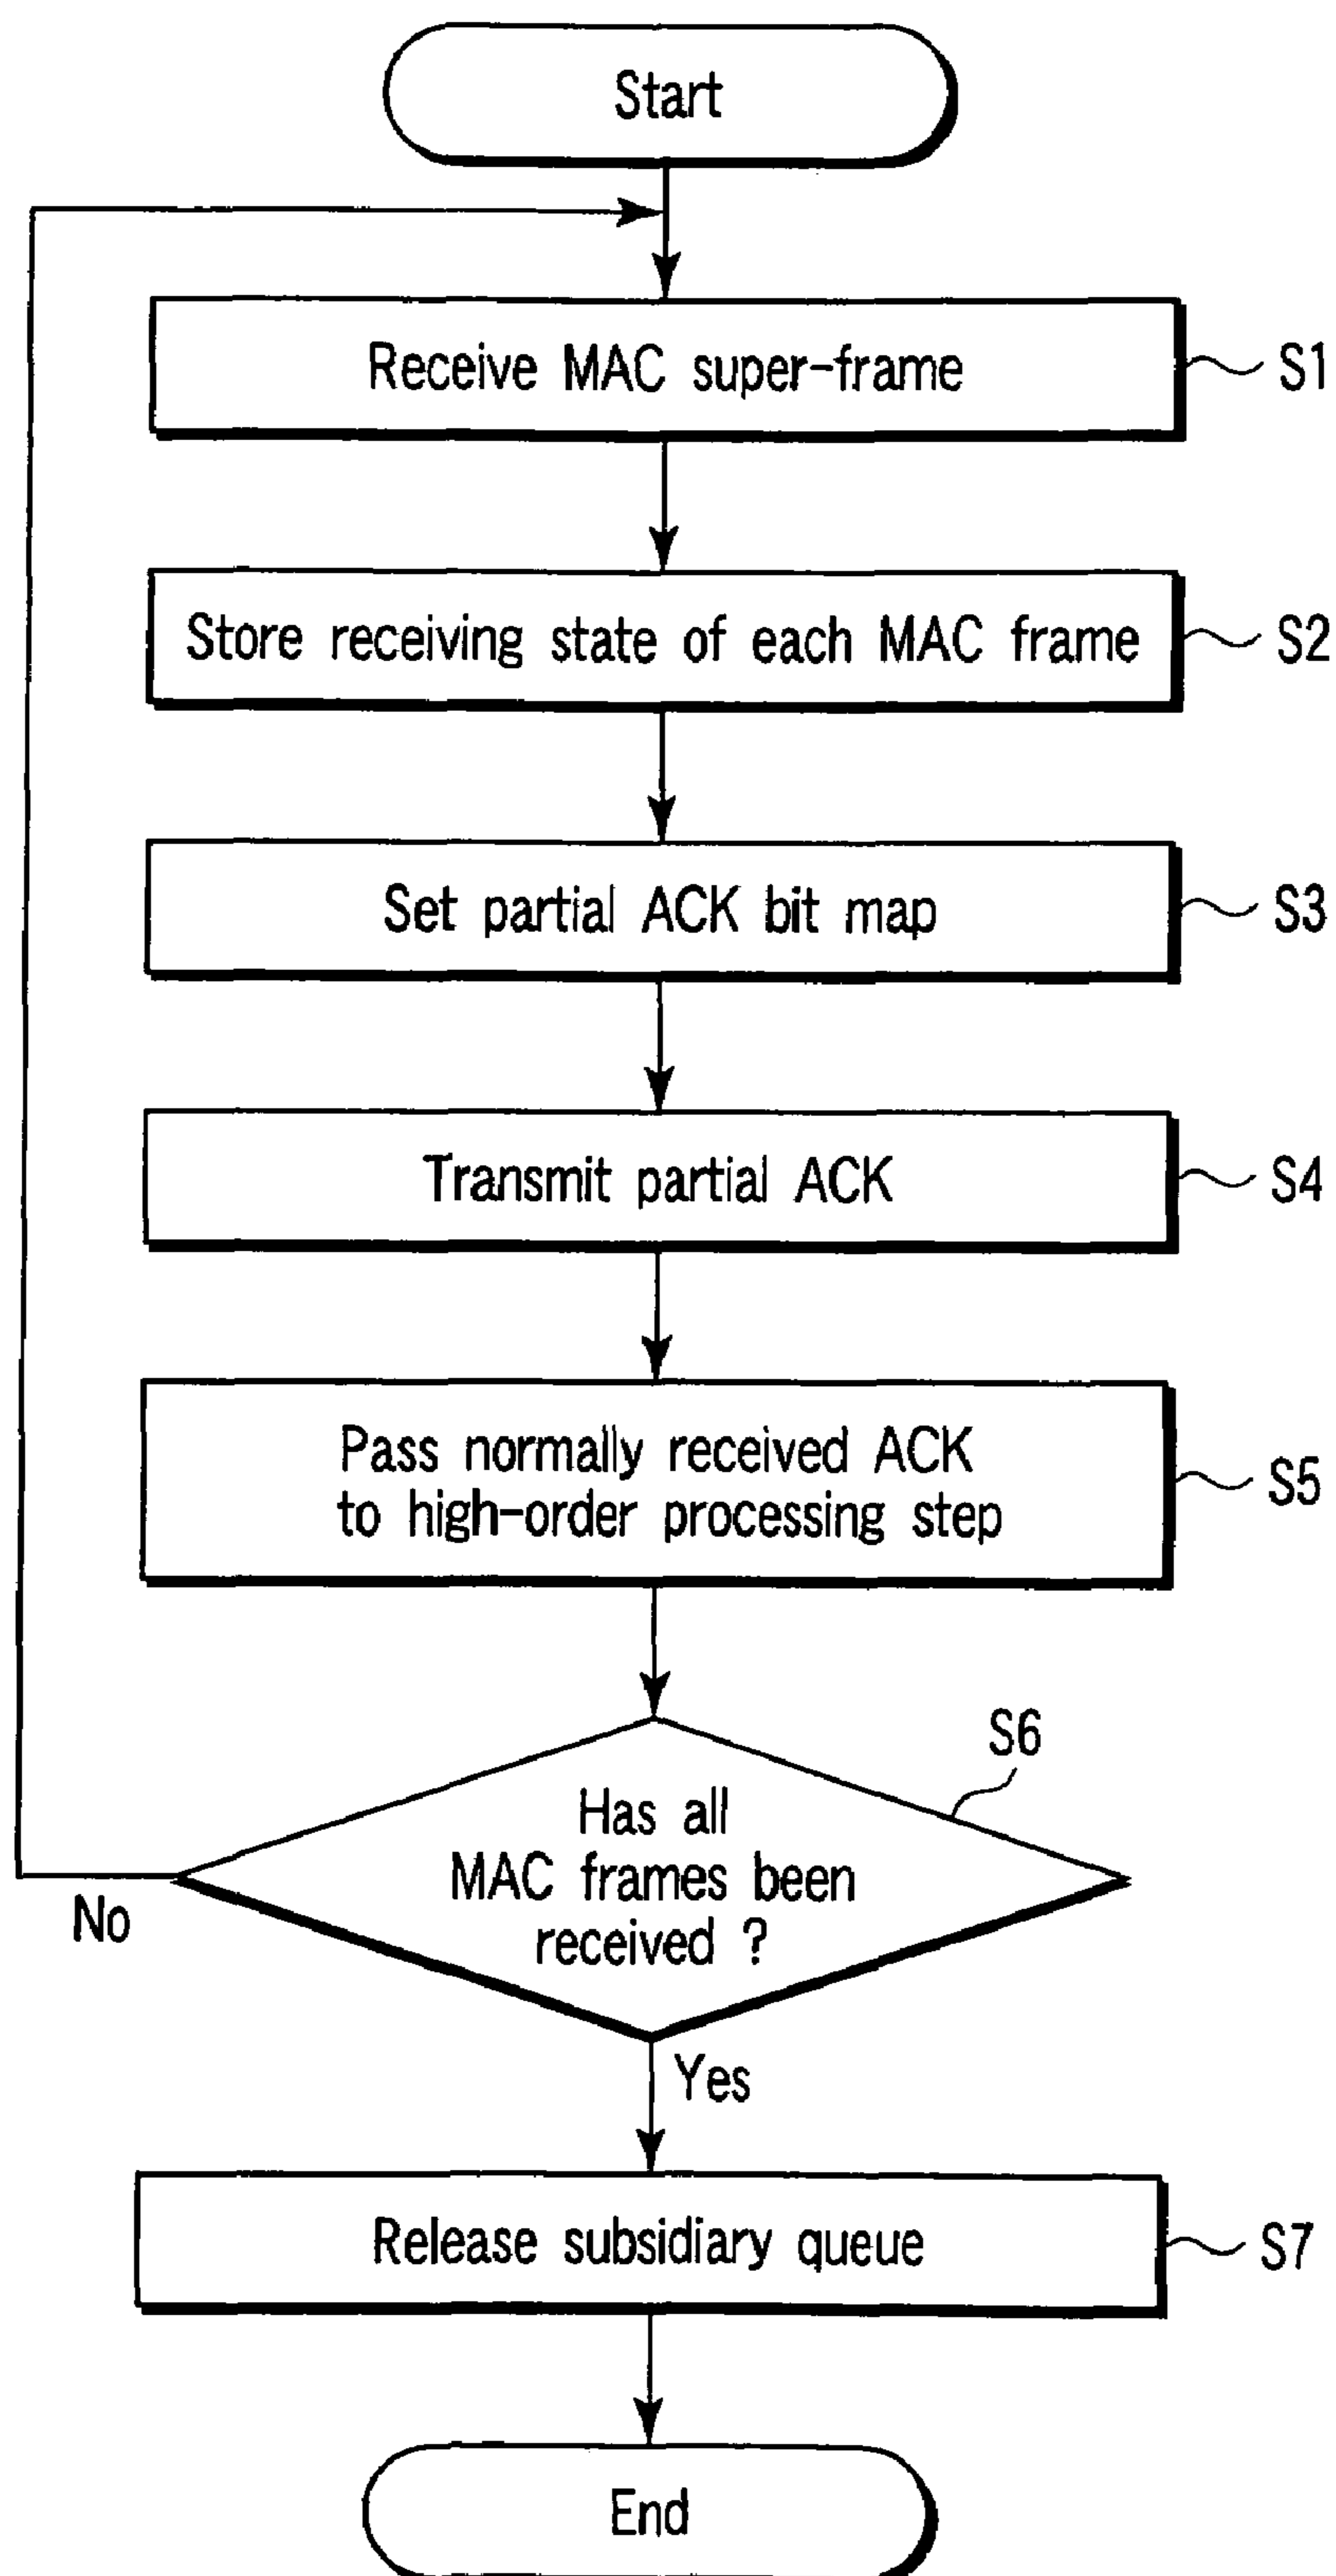 Start
Receive MAC super-frame
S1
Store receiving state of each MAC frame
S2
Set partial ACK bit map
S3
Transmit partial ACK
S4
Pass normally received ACK
to high-order processing step
S5
S6
Has all
MAC frames been
received ?
No
Yes
Release subsidiary queue
S7
End